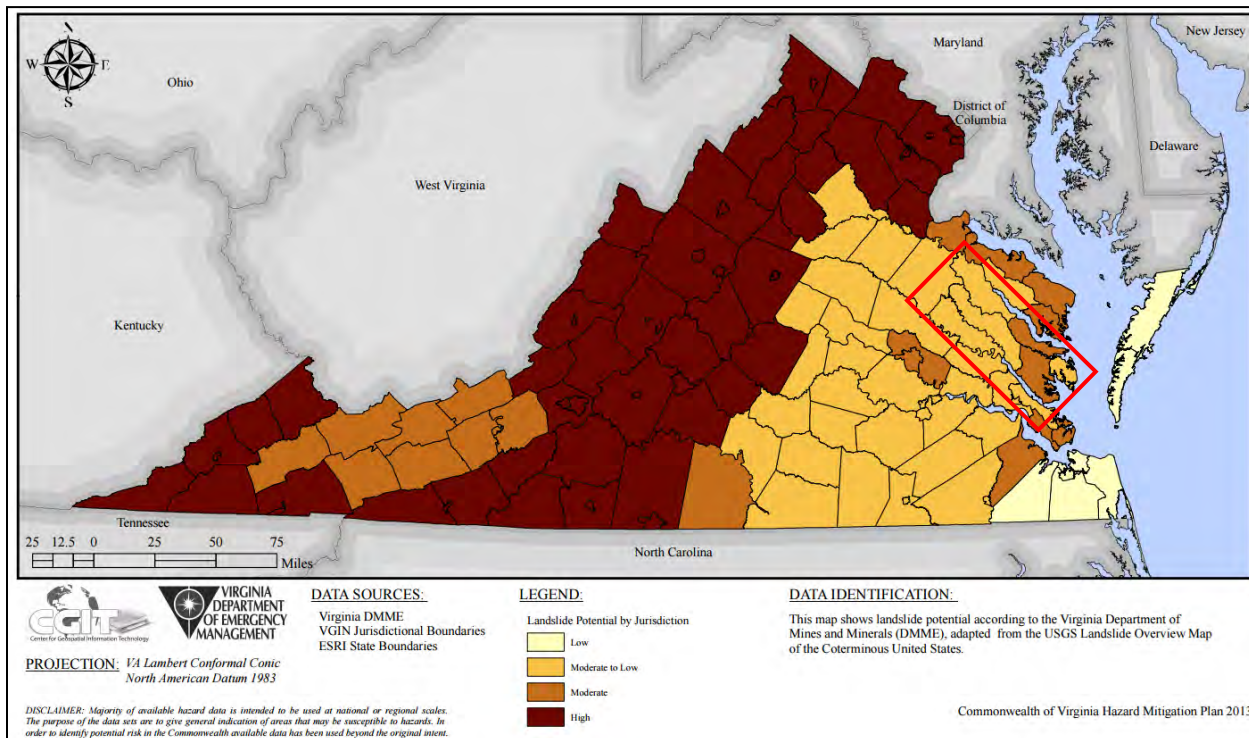 N
W E
S
Ohio
Maryland
New Jersey
District of
Columbia
Delaware
West Virginia
Kentucky
Tennessee
North Carolina
25 12.5 0 25 50 75
Miles
CGIT
Center for Geospatial Information Technology
VIRGINIA
DEPARTMENT
OF EMERGENCY
MANAGEMENT
PROJECTION: VA Lambert Conformal Conic
North American Datum 1983
DATA SOURCES:
Virginia DMME
VGIN Jurisdictional Boundaries
ESRI State Boundaries
LEGEND:
Landslide Potential by Jurisdiction
Low
Moderate to Low
Moderate
High
DATA IDENTIFICATION:
This map shows landslide potential according to the Virginia Department of
Mines and Minerals (DMME), adapted from the USGS Landslide Overview Map
of the Coterminous United States.
DISCLAIMER: Majority of available hazard data is intended to be used at national or regional scales.
The purpose of the data sets are to give general indication of areas that may be susceptible to hazards. In
order to identify potential risk in the Commonwealth available data has been used beyond the original intent.
Commonwealth of Virginia Hazard Mitigation Plan 2013